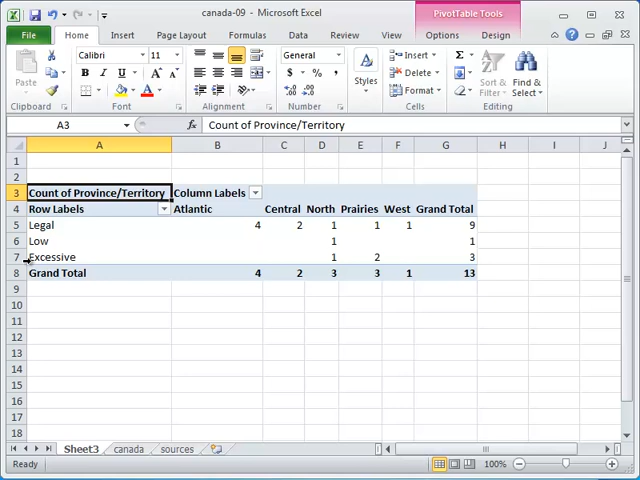 canada-09 - Microsoft Excel
PivotTable Tools
File Home Insert Page Layout Formulas Data Review View Options Design
Paste
Calibri 11
B I U
General
$ % ,
Styles
Insert
Delete
Format
Σ
Sort & Filter
Find & Select
Clipboard Font Alignment Number Cells Editing
A3 fx Count of Province/Territory
A B C D E F G H I J
1
2
3 Count of Province/Territory Column Labels
4 Row Labels Atlantic Central North Prairies West Grand Total
5 Legal 4 2 1 1 1 9
6 Low 1 1
7 Excessive 1 2 3
8 Grand Total 4 2 3 3 1 13
9
10
11
12
13
14
15
16
17
18
Sheet3 canada sources
Ready 100%